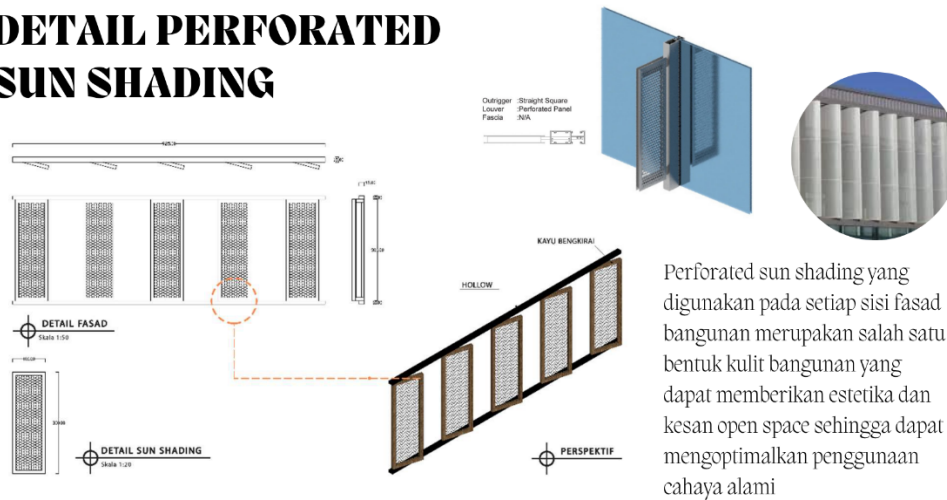 DETAIL PERFORATED
SUN SHADING
Outrigger :Straight Square
Louver :Perforated Panel
Fascia :N/A
KAYU BENGKIRAI
HOLLOW
DETAIL FASAD
Skala 1:50
DETAIL SUN SHADING
Skala 1:20
PERSPEKTIF
Perforated sun shading yang
digunakan pada setiap sisi fasad
bangunan merupakan salah satu
bentuk kulit bangunan yang
dapat memberikan estetika dan
kesan open space sehingga dapat
mengoptimalkan penggunaan
cahaya alami